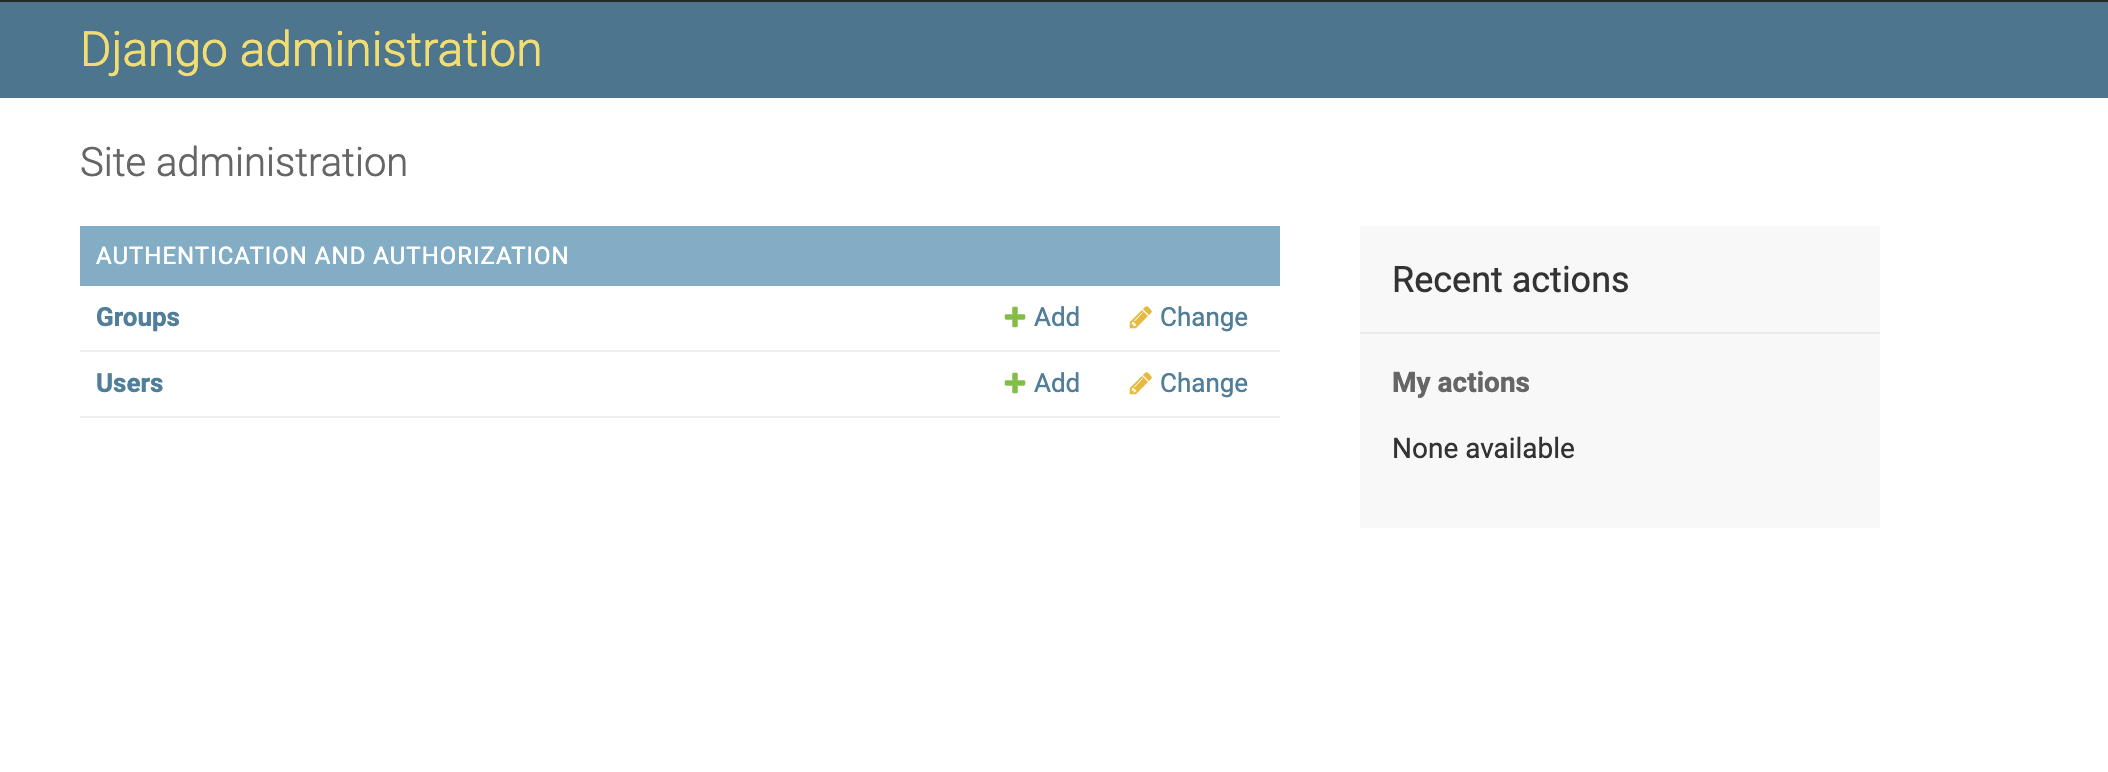 Django administration
Site administration
AUTHENTICATION AND AUTHORIZATION
Groups Add Change
Users Add Change
Recent actions
My actions
None available